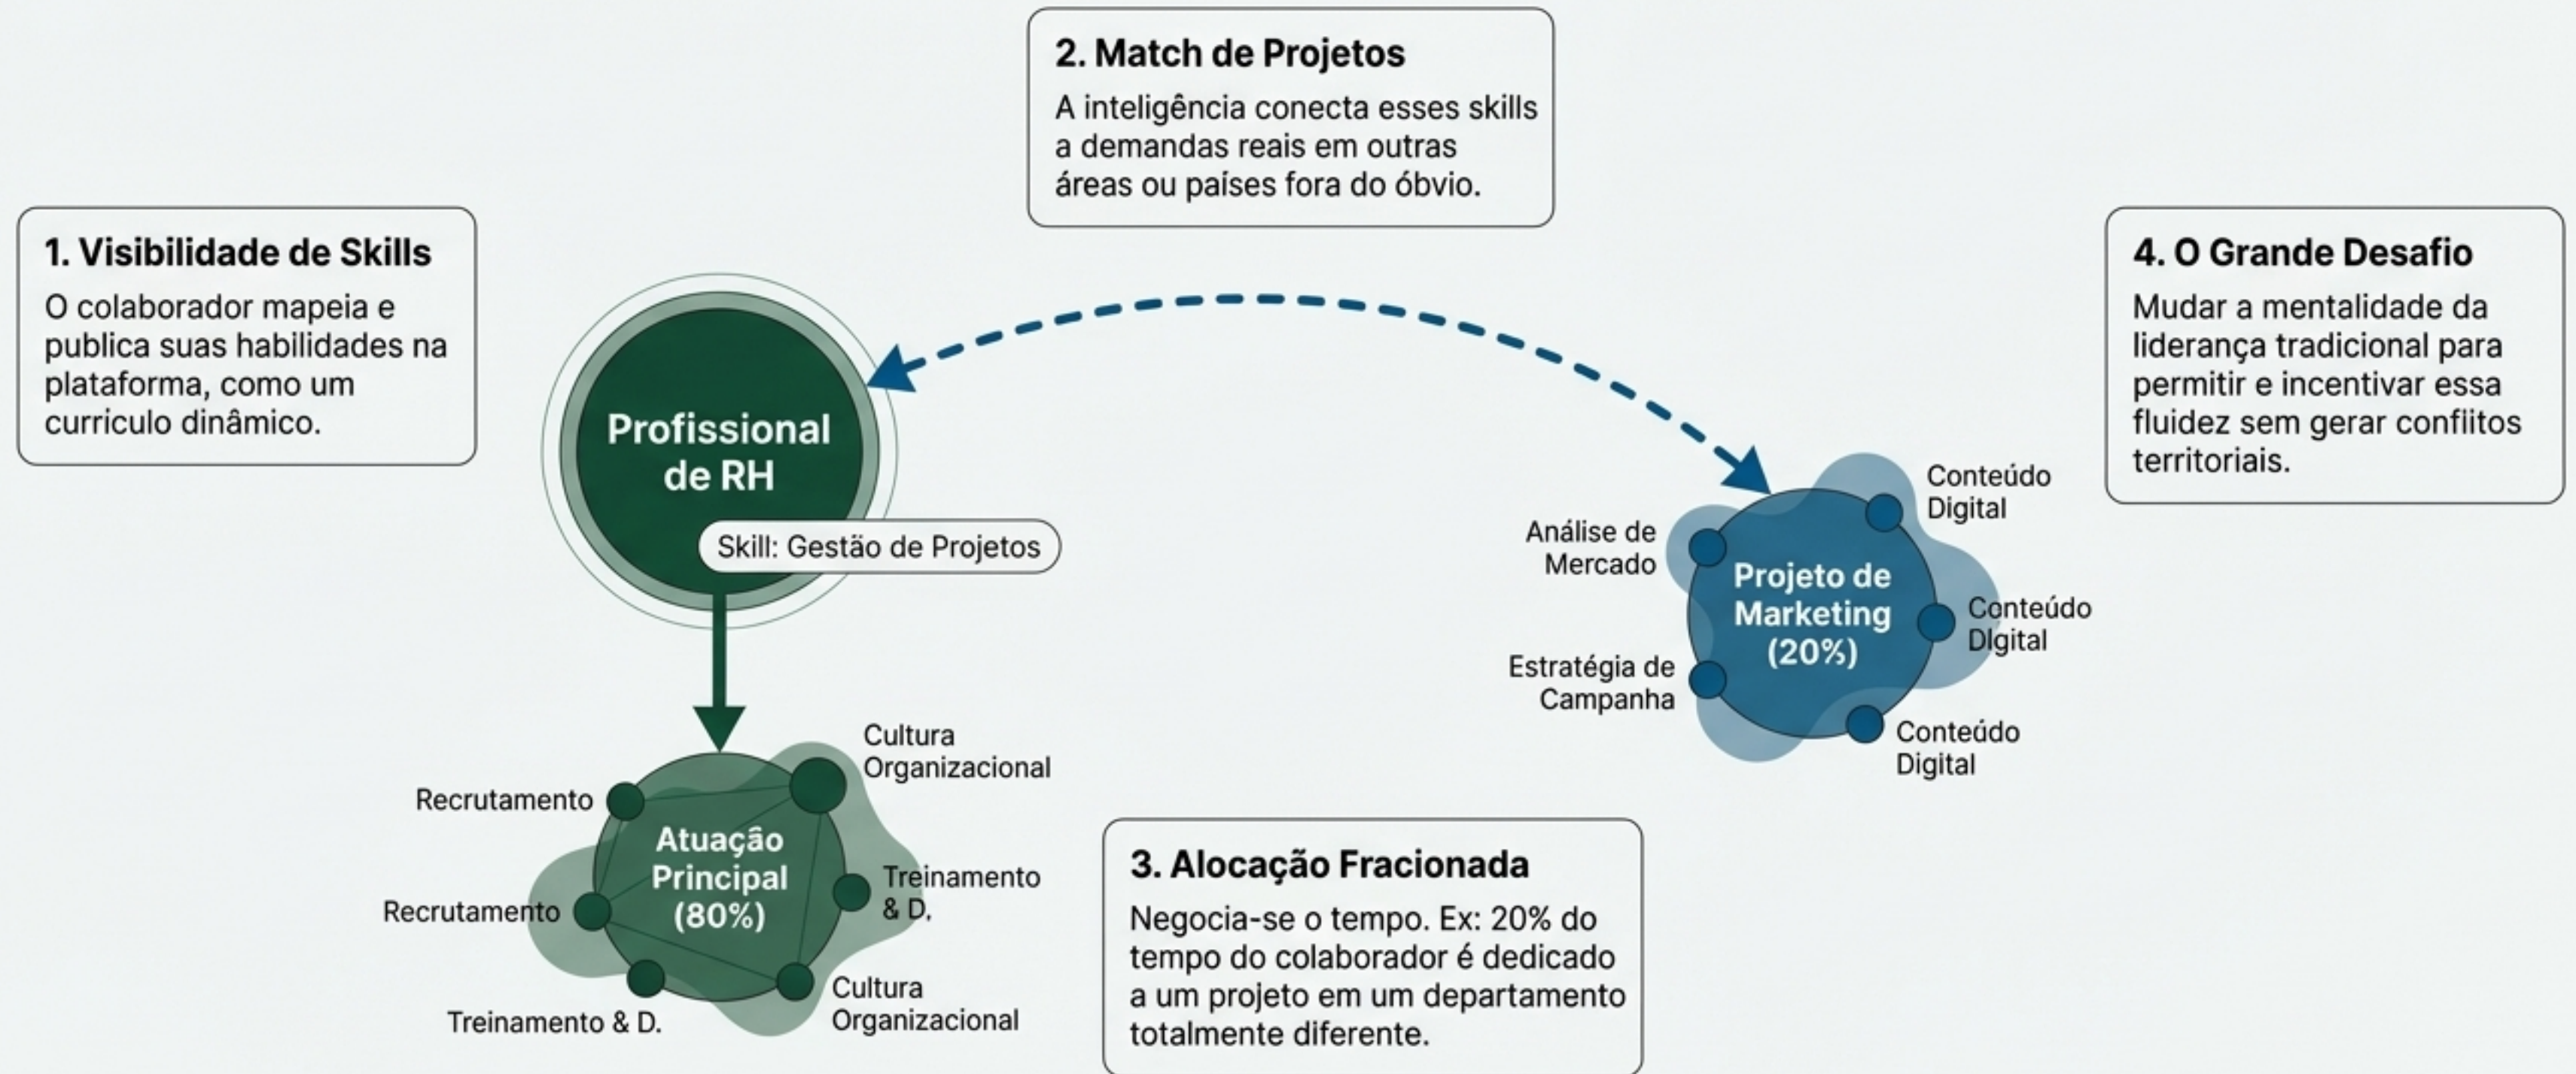 2. Match de Projetos
A inteligência conecta esses skills
a demandas reais em outras
áreas ou países fora do óbvio.
1. Visibilidade de Skills
O colaborador mapeia e
publica suas habilidades na
plataforma, como um
currículo dinâmico.
4. O Grande Desafio
Mudar a mentalidade da
liderança tradicional para
permitir e incentivar essa
fluidez sem gerar conflitos
territoriais.
Profissional
de RH
Skill: Gestão de Projetos
Conteúdo
Digital
Análise de
Mercado
Projeto de
Marketing
(20%)
Conteúdo
DIgital
Estratégia de
Campanha
Conteúdo
Digital
Cultura
Organizacional
Recrutamento
Atuação
Principal
(80%)
Treinamento
& D.
Recrutamento
Cultura
Organizacional
Treinamento & D.
3. Alocação Fracionada
Negocia-se o tempo. Ex: 20% do
tempo do colaborador é dedicado
a um projeto em um departamento
totalmente diferente.